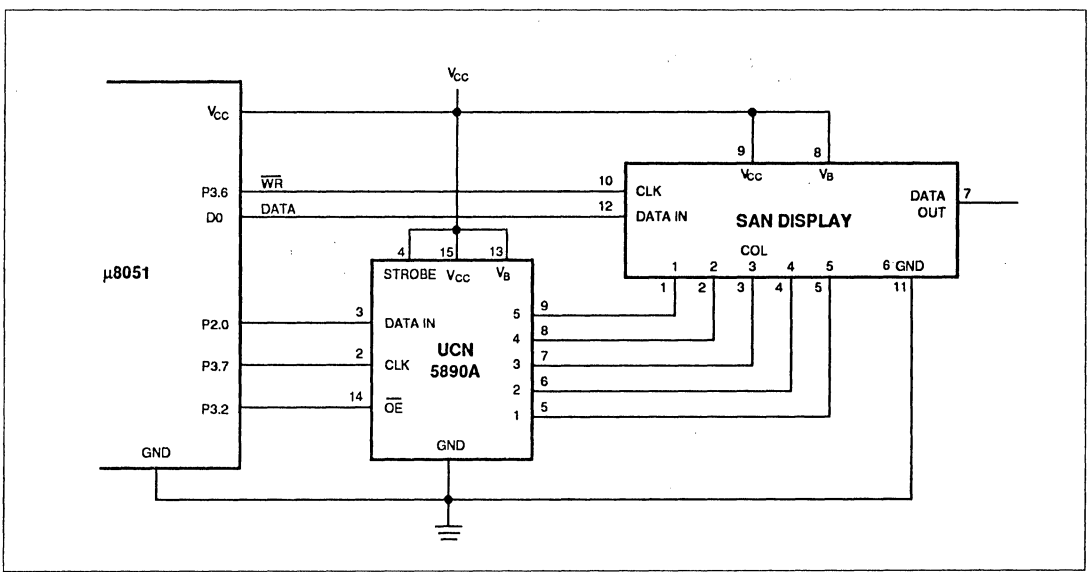 VCC
VCC
9
8
P3.6
WR
10
CLK
VCC
VB
DATA
OUT
7
D0
DATA
12
DATA IN
SAN DISPLAY
4
15
13
COL
μ8051
STROBE
VCC
VB
1
2
3
4
5
6 GND
1
2
3
4
5
11
P2.0
3
DATA IN
5
9
4
8
UCN
5890A
P3.7
2
CLK
3
7
2
6
P3.2
14
OE
1
5
GND
GND